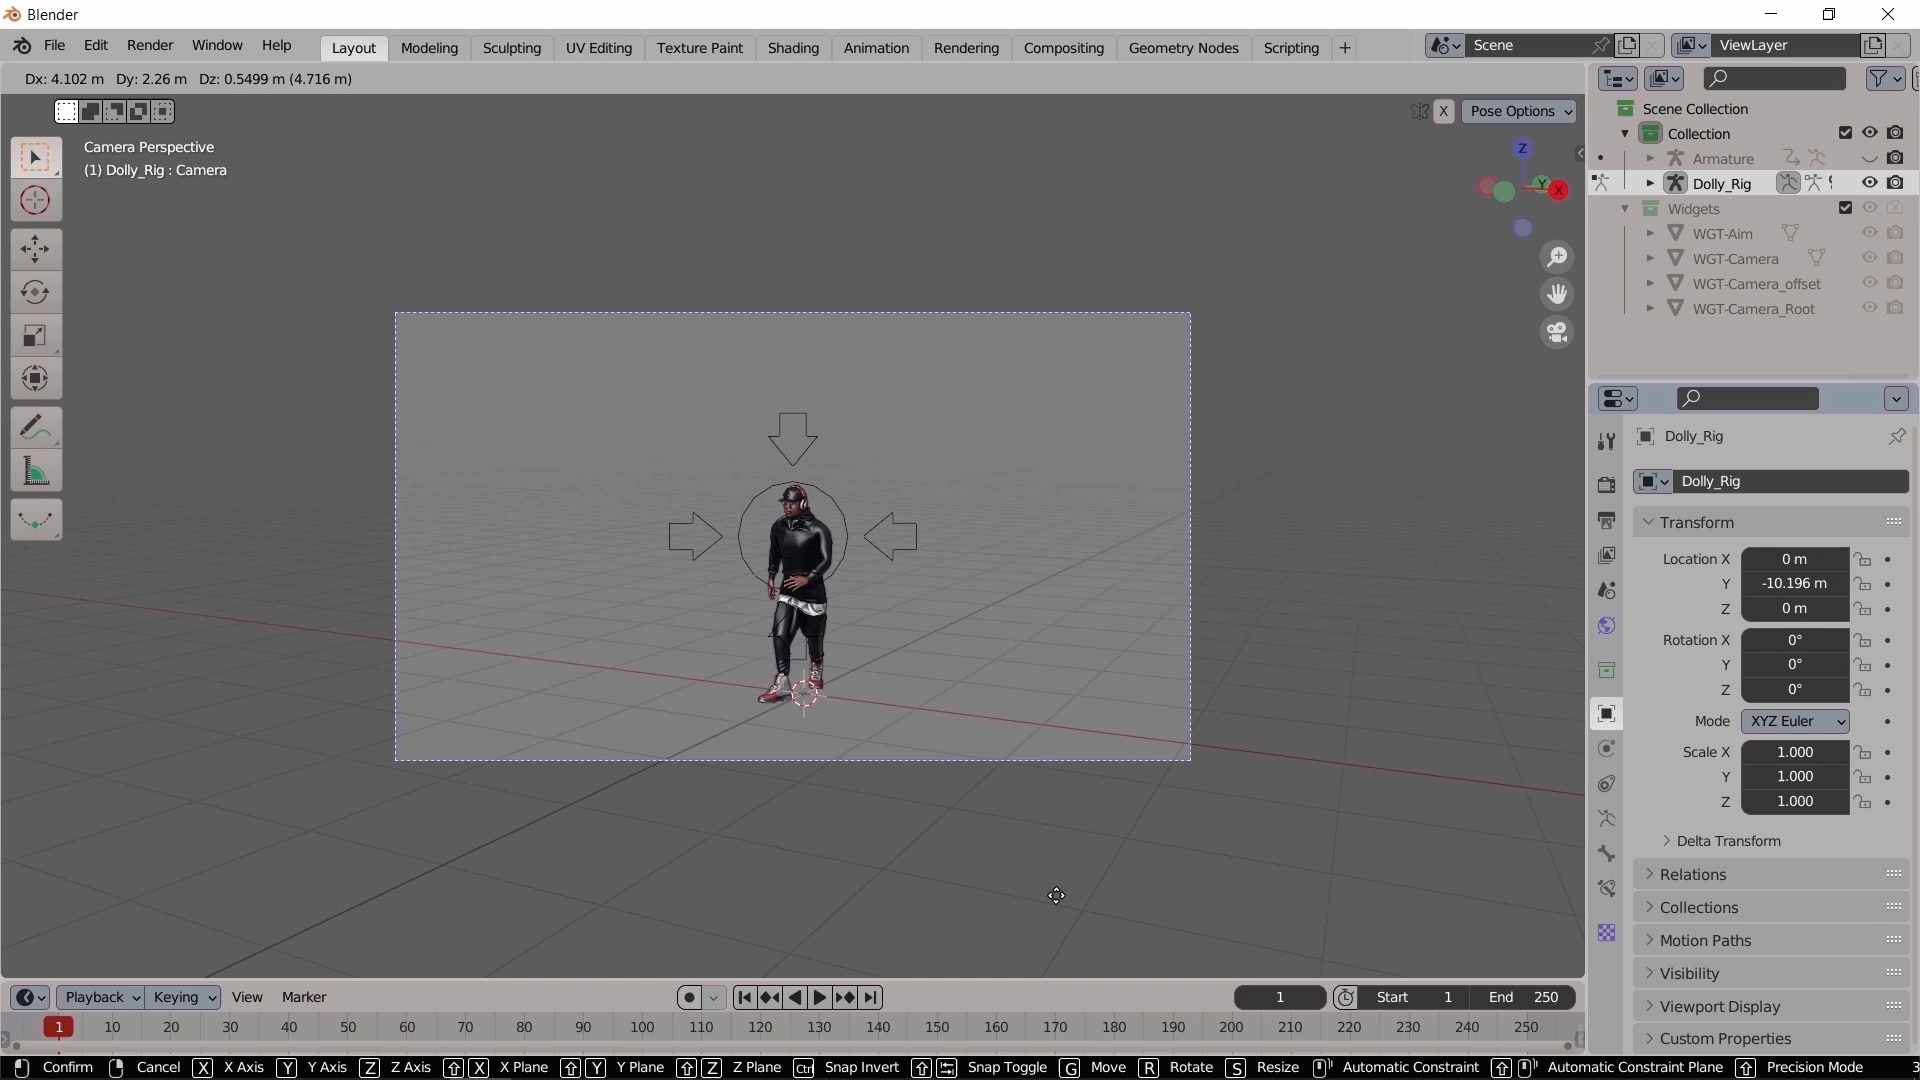 Blender
File Edit Render Window Help Layout Modeling Sculpting UV Editing Texture Paint Shading Animation Rendering Compositing Geometry Nodes Scripting + Scene ViewLayer
Dx: 4.102 m Dy: 2.26 m Dz: 0.5499 m (4.716 m)
X Pose Options
Camera Perspective
(1) Dolly_Rig : Camera
Z
Y X
Scene Collection
Collection
Armature
Dolly_Rig
Widgets
WGT-Aim
WGT-Camera
WGT-Camera_offset
WGT-Camera_Root
Dolly_Rig
Dolly_Rig
Transform
Location X 0 m
Y -10.196 m
Z 0 m
Rotation X 0°
Y 0°
Z 0°
Mode XYZ Euler
Scale X 1.000
Y 1.000
Z 1.000
Delta Transform
Relations
Collections
Motion Paths
Visibility
Viewport Display
Custom Properties
Playback Keying View Marker 1 Start 1 End 250
1 10 20 30 40 50 60 70 80 90 100 110 120 130 140 150 160 170 180 190 200 210 220 230 240 250
Confirm Cancel X X Axis Y Y Axis Z Z Axis X X Plane Y Y Plane Z Z Plane Ctrl Snap Invert Snap Toggle G Move R Rotate S Resize Automatic Constraint Automatic Constraint Plane Precision Mode 3